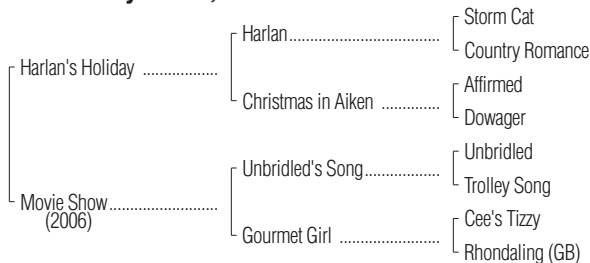 Storm Cat
Harlan
Country Romance
Harlan's Holiday
Affirmed
Christmas in Aiken
Dowager
Unbridled
Unbridled's Song
Trolley Song
Movie Show
(2006)
Cee's Tizzy
Gourmet Girl
Rhondaling (GB)